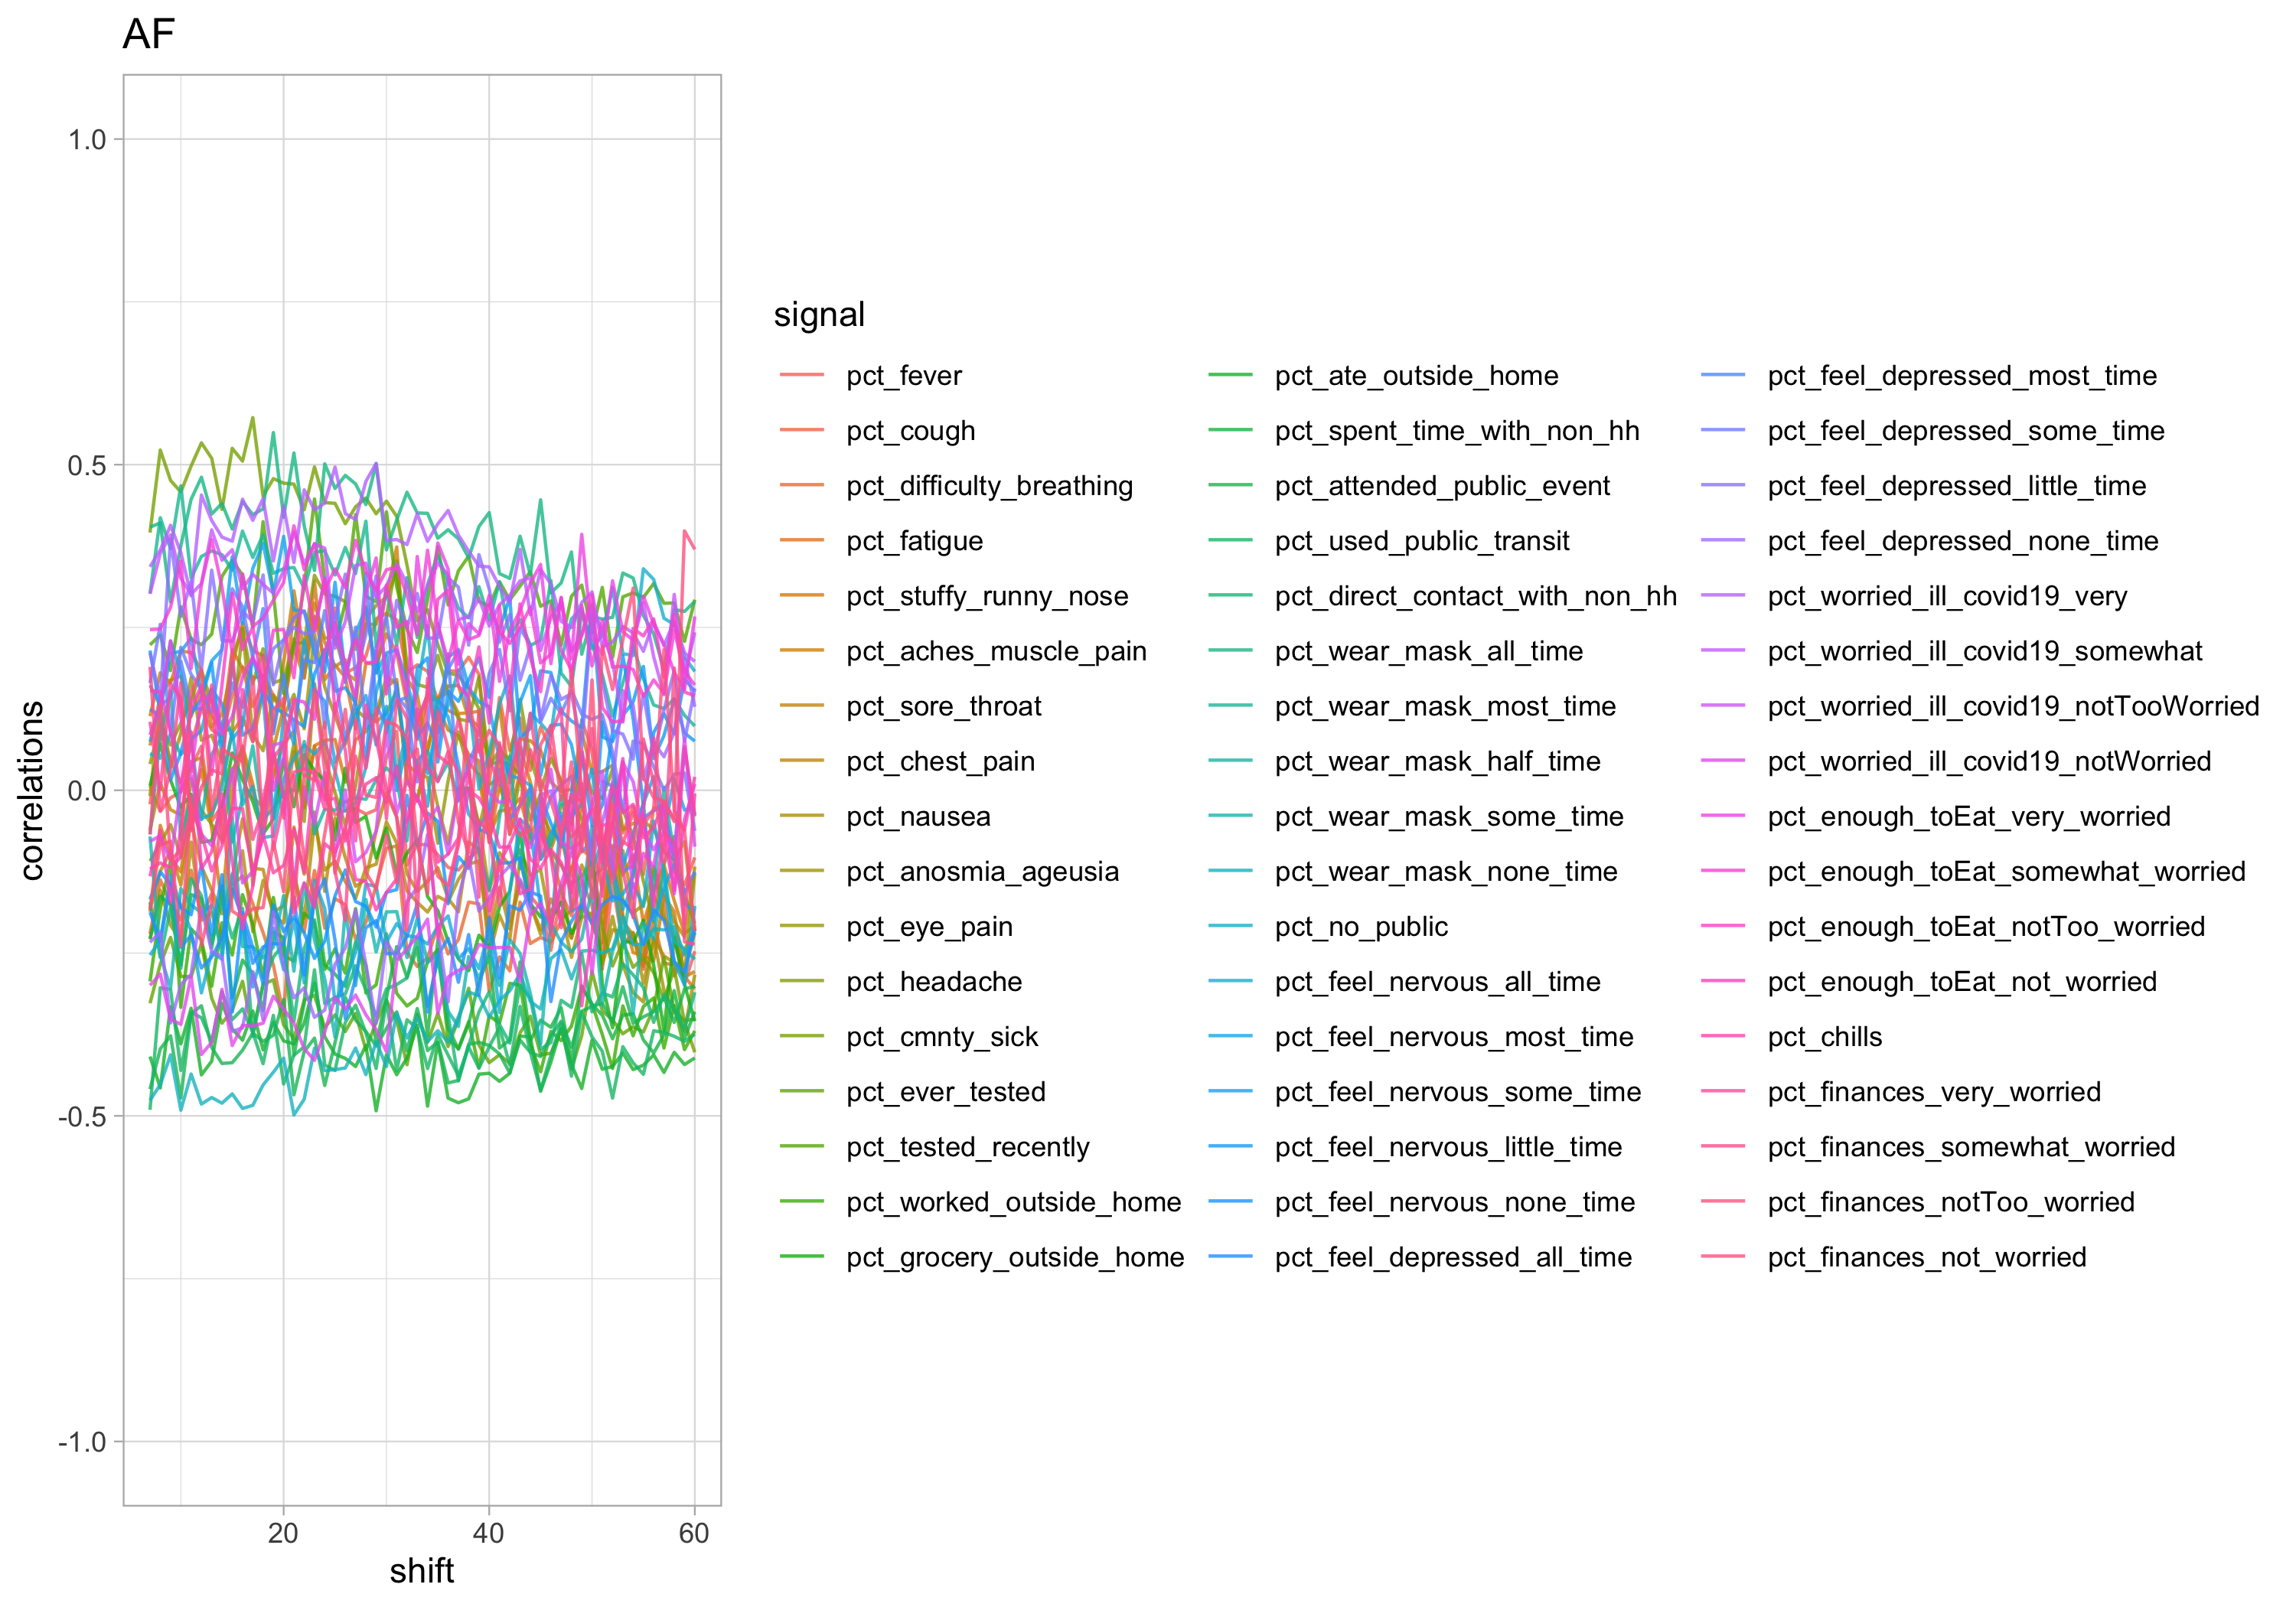 AF
correlations
1.0
0.5
0.0
-0.5
-1.0
20 40 60
shift
signal
pct_fever
pct_cough
pct_difficulty_breathing
pct_fatigue
pct_stuffy_runny_nose
pct_aches_muscle_pain
pct_sore_throat
pct_chest_pain
pct_nausea
pct_anosmia_ageusia
pct_eye_pain
pct_headache
pct_cmnty_sick
pct_ever_tested
pct_tested_recently
pct_worked_outside_home
pct_grocery_outside_home
pct_ate_outside_home
pct_spent_time_with_non_hh
pct_attended_public_event
pct_used_public_transit
pct_direct_contact_with_non_hh
pct_wear_mask_all_time
pct_wear_mask_most_time
pct_wear_mask_half_time
pct_wear_mask_some_time
pct_wear_mask_none_time
pct_no_public
pct_feel_nervous_all_time
pct_feel_nervous_most_time
pct_feel_nervous_some_time
pct_feel_nervous_little_time
pct_feel_nervous_none_time
pct_feel_depressed_all_time
pct_feel_depressed_most_time
pct_feel_depressed_some_time
pct_feel_depressed_little_time
pct_feel_depressed_none_time
pct_worried_ill_covid19_very
pct_worried_ill_covid19_somewhat
pct_worried_ill_covid19_notTooWorried
pct_worried_ill_covid19_notWorried
pct_enough_toEat_very_worried
pct_enough_toEat_somewhat_worried
pct_enough_toEat_notToo_worried
pct_enough_toEat_not_worried
pct_chills
pct_finances_very_worried
pct_finances_somewhat_worried
pct_finances_notToo_worried
pct_finances_not_worried